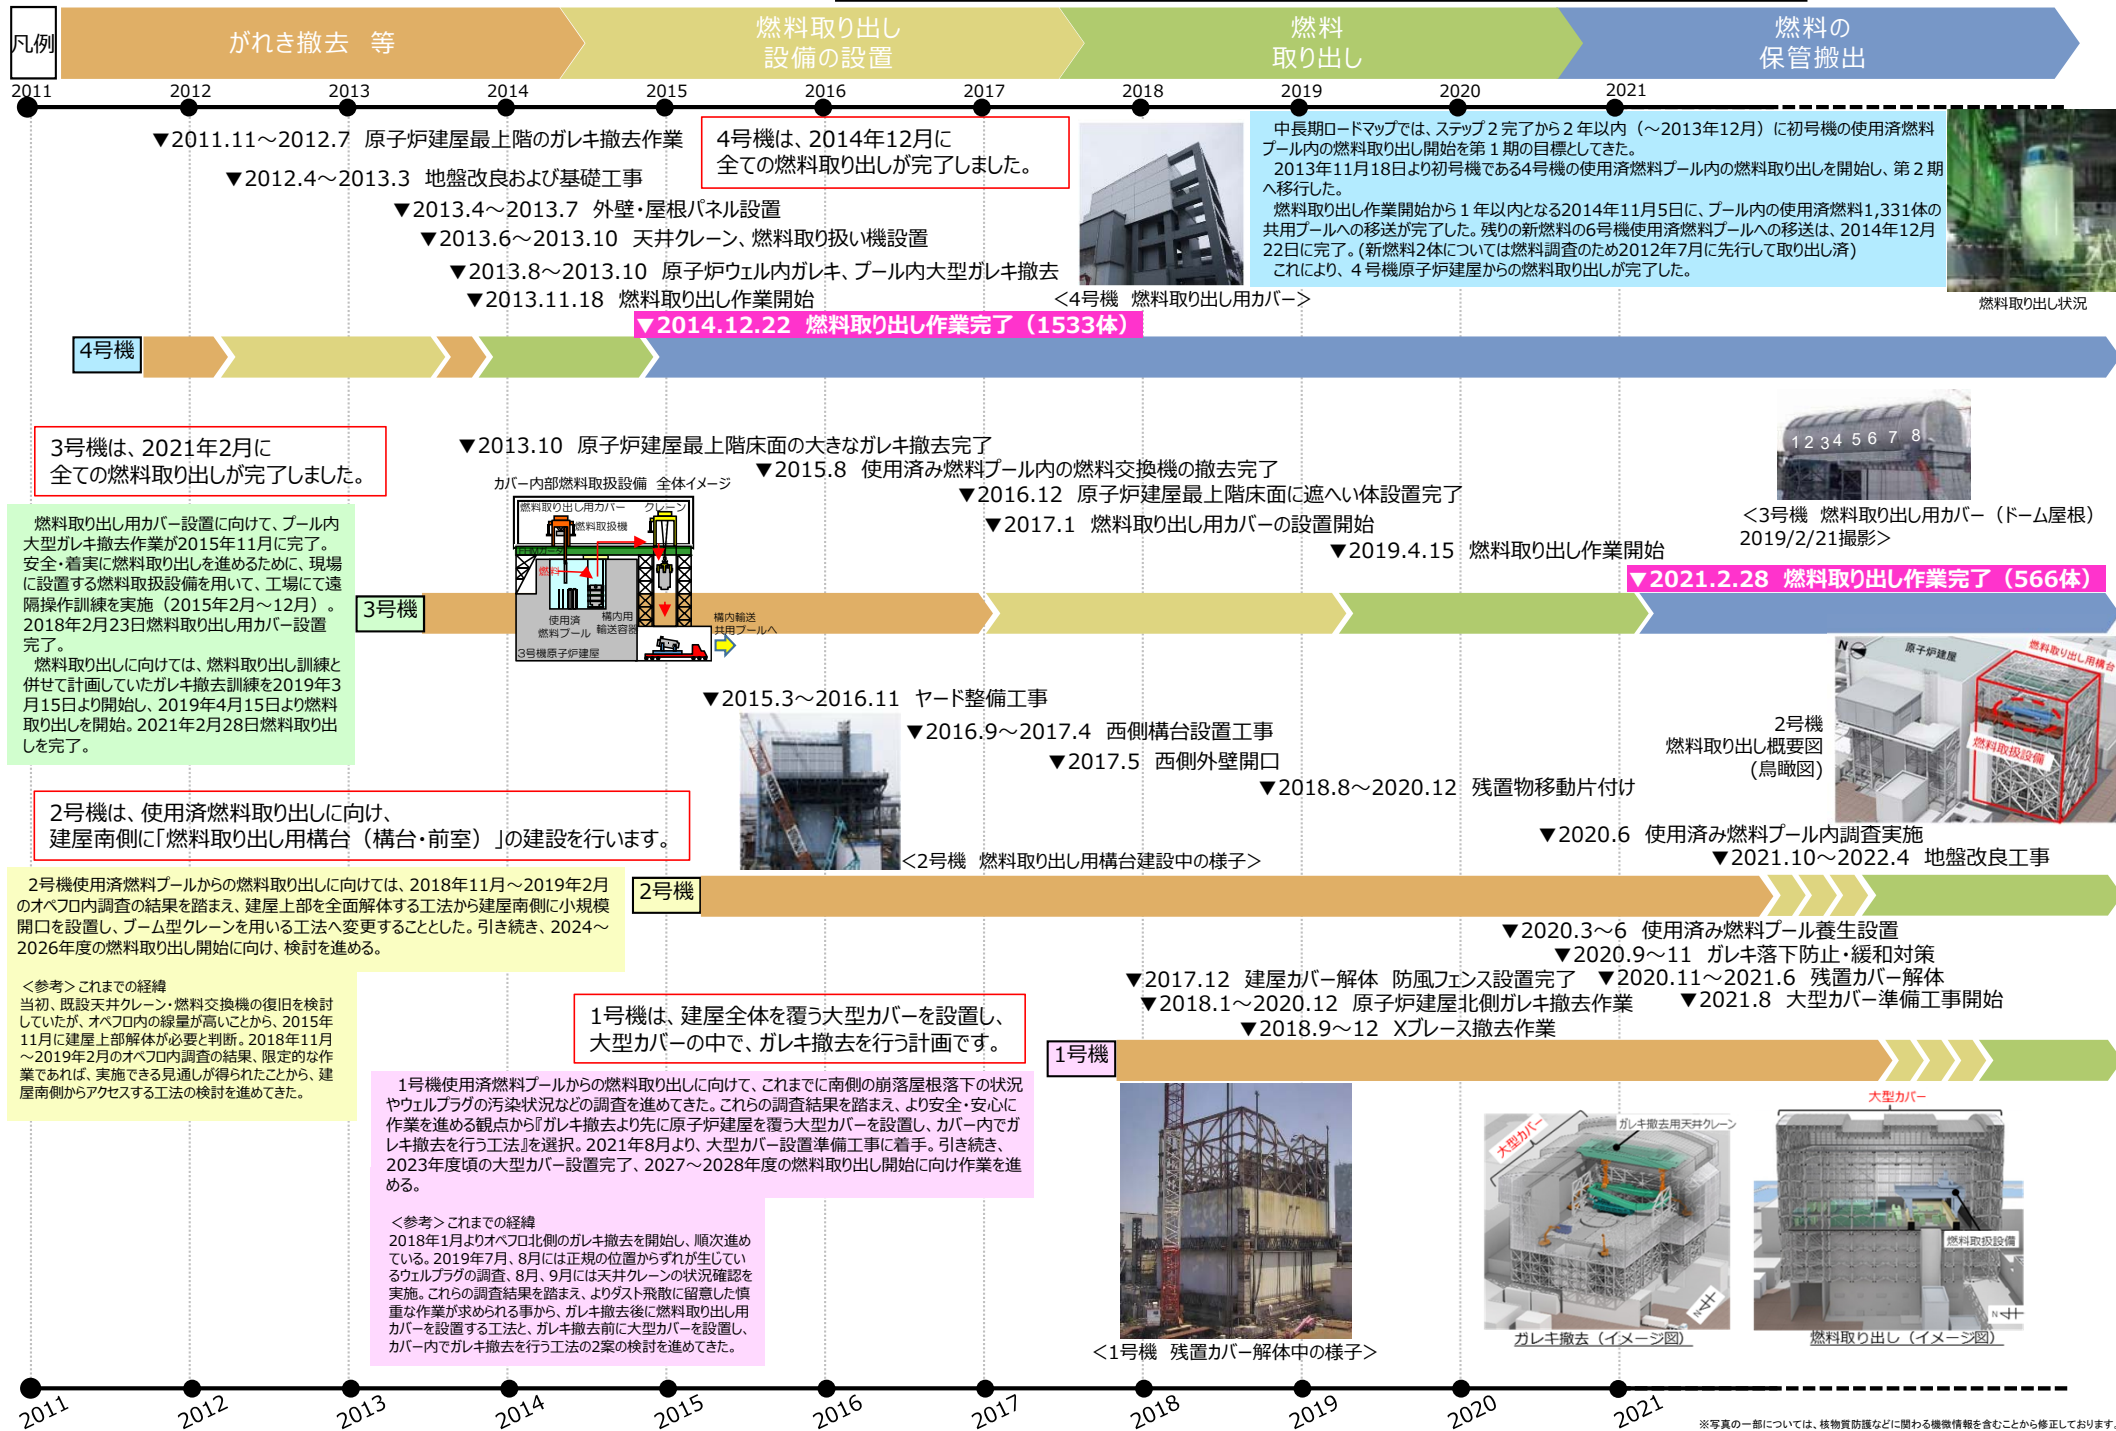 凡例
がれき撤去 等
燃料取り出し
設備の設置
燃料
取り出し
燃料の
保管搬出
2011 2012 2013 2014 2015 2016 2017 2018 2019 2020 2021
▼2011.11～2012.7 原子炉建屋最上階のガレキ撤去作業
▼2012.4～2013.3 地盤改良および基礎工事
▼2013.4～2013.7 外壁・屋根パネル設置
▼2013.6～2013.10 天井クレーン、燃料取り扱い機設置
▼2013.8～2013.10 原子炉ウェル内ガレキ、プール内大型ガレキ撤去
▼2013.11.18 燃料取り出し作業開始
▼2014.12.22 燃料取り出し作業完了（1533体）
4号機は、2014年12月に
全ての燃料取り出しが完了しました。
<4号機 燃料取り出し用カバー>
中長期ロードマップでは、ステップ２完了から２年以内（～2013年12月）に初号機の使用済燃料
プール内の燃料取り出し開始を第１期の目標としてきた。
2013年11月18日より初号機である4号機の使用済燃料プール内の燃料取り出しを開始し、第２期
へ移行した。
燃料取り出し作業開始から１年以内となる2014年11月5日に、プール内の使用済燃料1,331体の
共用プールへの移送が完了した。残りの新燃料の6号機使用済燃料プールへの移送は、2014年12月
22日に完了。(新燃料2体については燃料調査のため2012年7月に先行して取り出し済)
これにより、４号機原子炉建屋からの燃料取り出しが完了した。
燃料取り出し状況
4号機
3号機は、2021年2月に
全ての燃料取り出しが完了しました。
燃料取り出し用カバー設置に向けて、プール内
大型ガレキ撤去作業が2015年11月に完了。
安全・着実に燃料取り出しを進めるために、現場
に設置する燃料取扱設備を用いて、工場にて遠
隔操作訓練を実施（2015年2月～12月）。
2018年2月23日燃料取り出し用カバー設置
完了。
燃料取り出しに向けては、燃料取り出し訓練と
併せて計画していたガレキ撤去訓練を2019年3
月15日より開始し、2019年4月15日より燃料
取り出しを開始。2021年2月28日燃料取り出
しを完了。
▼2013.10 原子炉建屋最上階床面の大きなガレキ撤去完了
▼2015.8 使用済み燃料プール内の燃料交換機の撤去完了
▼2016.12 原子炉建屋最上階床面に遮へい体設置完了
▼2017.1 燃料取り出し用カバーの設置開始
▼2019.4.15 燃料取り出し作業開始
▼2021.2.28 燃料取り出し作業完了（566体）
カバー内部燃料取扱設備 全体イメージ
燃料取り出し用カバー
クレーン
燃料取扱機
燃料
使用済
燃料プール
構内用
輸送容器
構内輸送
共用プールへ
3号機原子炉建屋
1 2 3 4 5 6 7 8
<3号機 燃料取り出し用カバー（ドーム屋根）
2019/2/21撮影>
3号機
▼2015.3～2016.11 ヤード整備工事
▼2016.9～2017.4 西側構台設置工事
▼2017.5 西側外壁開口
▼2018.8～2020.12 残置物移動片付け
▼2020.6 使用済み燃料プール内調査実施
▼2021.10～2022.4 地盤改良工事
<2号機 燃料取り出し用構台建設中の様子>
2号機
燃料取り出し概要図
(鳥瞰図)
N
原子炉建屋
燃料取り出し用構台
燃料取扱設備
2号機は、使用済燃料取り出しに向け、
建屋南側に「燃料取り出し用構台（構台・前室）」の建設を行います。
2号機
2号機使用済燃料プールからの燃料取り出しに向けては、2018年11月～2019年2月
のオペフロ内調査の結果を踏まえ、建屋上部を全面解体する工法から建屋南側に小規模
開口を設置し、ブーム型クレーンを用いる工法へ変更することとした。引き続き、2024～
2026年度の燃料取り出し開始に向け、検討を進める。
<参考>これまでの経緯
当初、既設天井クレーン・燃料交換機の復旧を検討
していたが、オペフロ内の線量が高いことから、2015年
11月に建屋上部解体が必要と判断。2018年11月
～2019年2月のオペフロ内調査の結果、限定的な作
業であれば、実施できる見通しが得られたことから、建
屋南側からアクセスする工法の検討を進めてきた。
▼2020.3～6 使用済み燃料プール養生設置
▼2020.9～11 ガレキ落下防止・緩和対策
▼2017.12 建屋カバー解体 防風フェンス設置完了
▼2020.11～2021.6 残置カバー解体
▼2018.1～2020.12 原子炉建屋北側ガレキ撤去作業
▼2021.8 大型カバー準備工事開始
▼2018.9～12 Xブレース撤去作業
1号機は、建屋全体を覆う大型カバーを設置し、
大型カバーの中で、ガレキ撤去を行う計画です。
1号機
1号機使用済燃料プールからの燃料取り出しに向けて、これまでに南側の崩落屋根落下の状況
やウェルプラグの汚染状況などの調査を進めてきた。これらの調査結果を踏まえ、より安全・安心に
作業を進める観点から『ガレキ撤去より先に原子炉建屋を覆う大型カバーを設置し、カバー内でガ
レキ撤去を行う工法』を選択。2021年8月より、大型カバー設置準備工事に着手。引き続き、
2023年度頃の大型カバー設置完了、2027～2028年度の燃料取り出し開始に向け作業を進
める。
<参考>これまでの経緯
2018年1月よりオペフロ北側のガレキ撤去を開始し、順次進め
ている。2019年7月、8月には正規の位置からずれが生じてい
るウェルプラグの調査、8月、9月には天井クレーンの状況確認を
実施。これらの調査結果を踏まえ、よりダスト飛散に留意した慎
重な作業が求められる事から、ガレキ撤去後に燃料取り出し用
カバーを設置する工法と、ガレキ撤去前に大型カバーを設置し、
カバー内でガレキ撤去を行う工法の2案の検討を進めてきた。
<1号機 残置カバー解体中の様子>
大型カバー
ガレキ撤去用天井クレーン
N
ガレキ撤去（イメージ図）
大型カバー
燃料取扱設備
N
燃料取り出し（イメージ図）
2011 2012 2013 2014 2015 2016 2017 2018 2019 2020 2021
※写真の一部については、核物質防護などに関わる機微情報を含むことから修正しております。